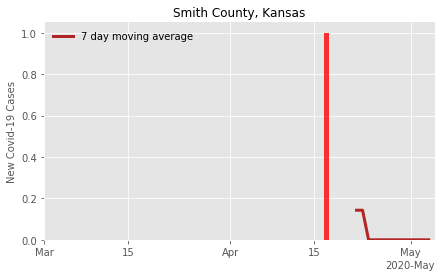 Smith County, Kansas
7 day moving average
New Covid-19 Cases
1.0
0.8
0.6
0.4
0.2
0.0
Mar
15
Apr
15
May
2020-May